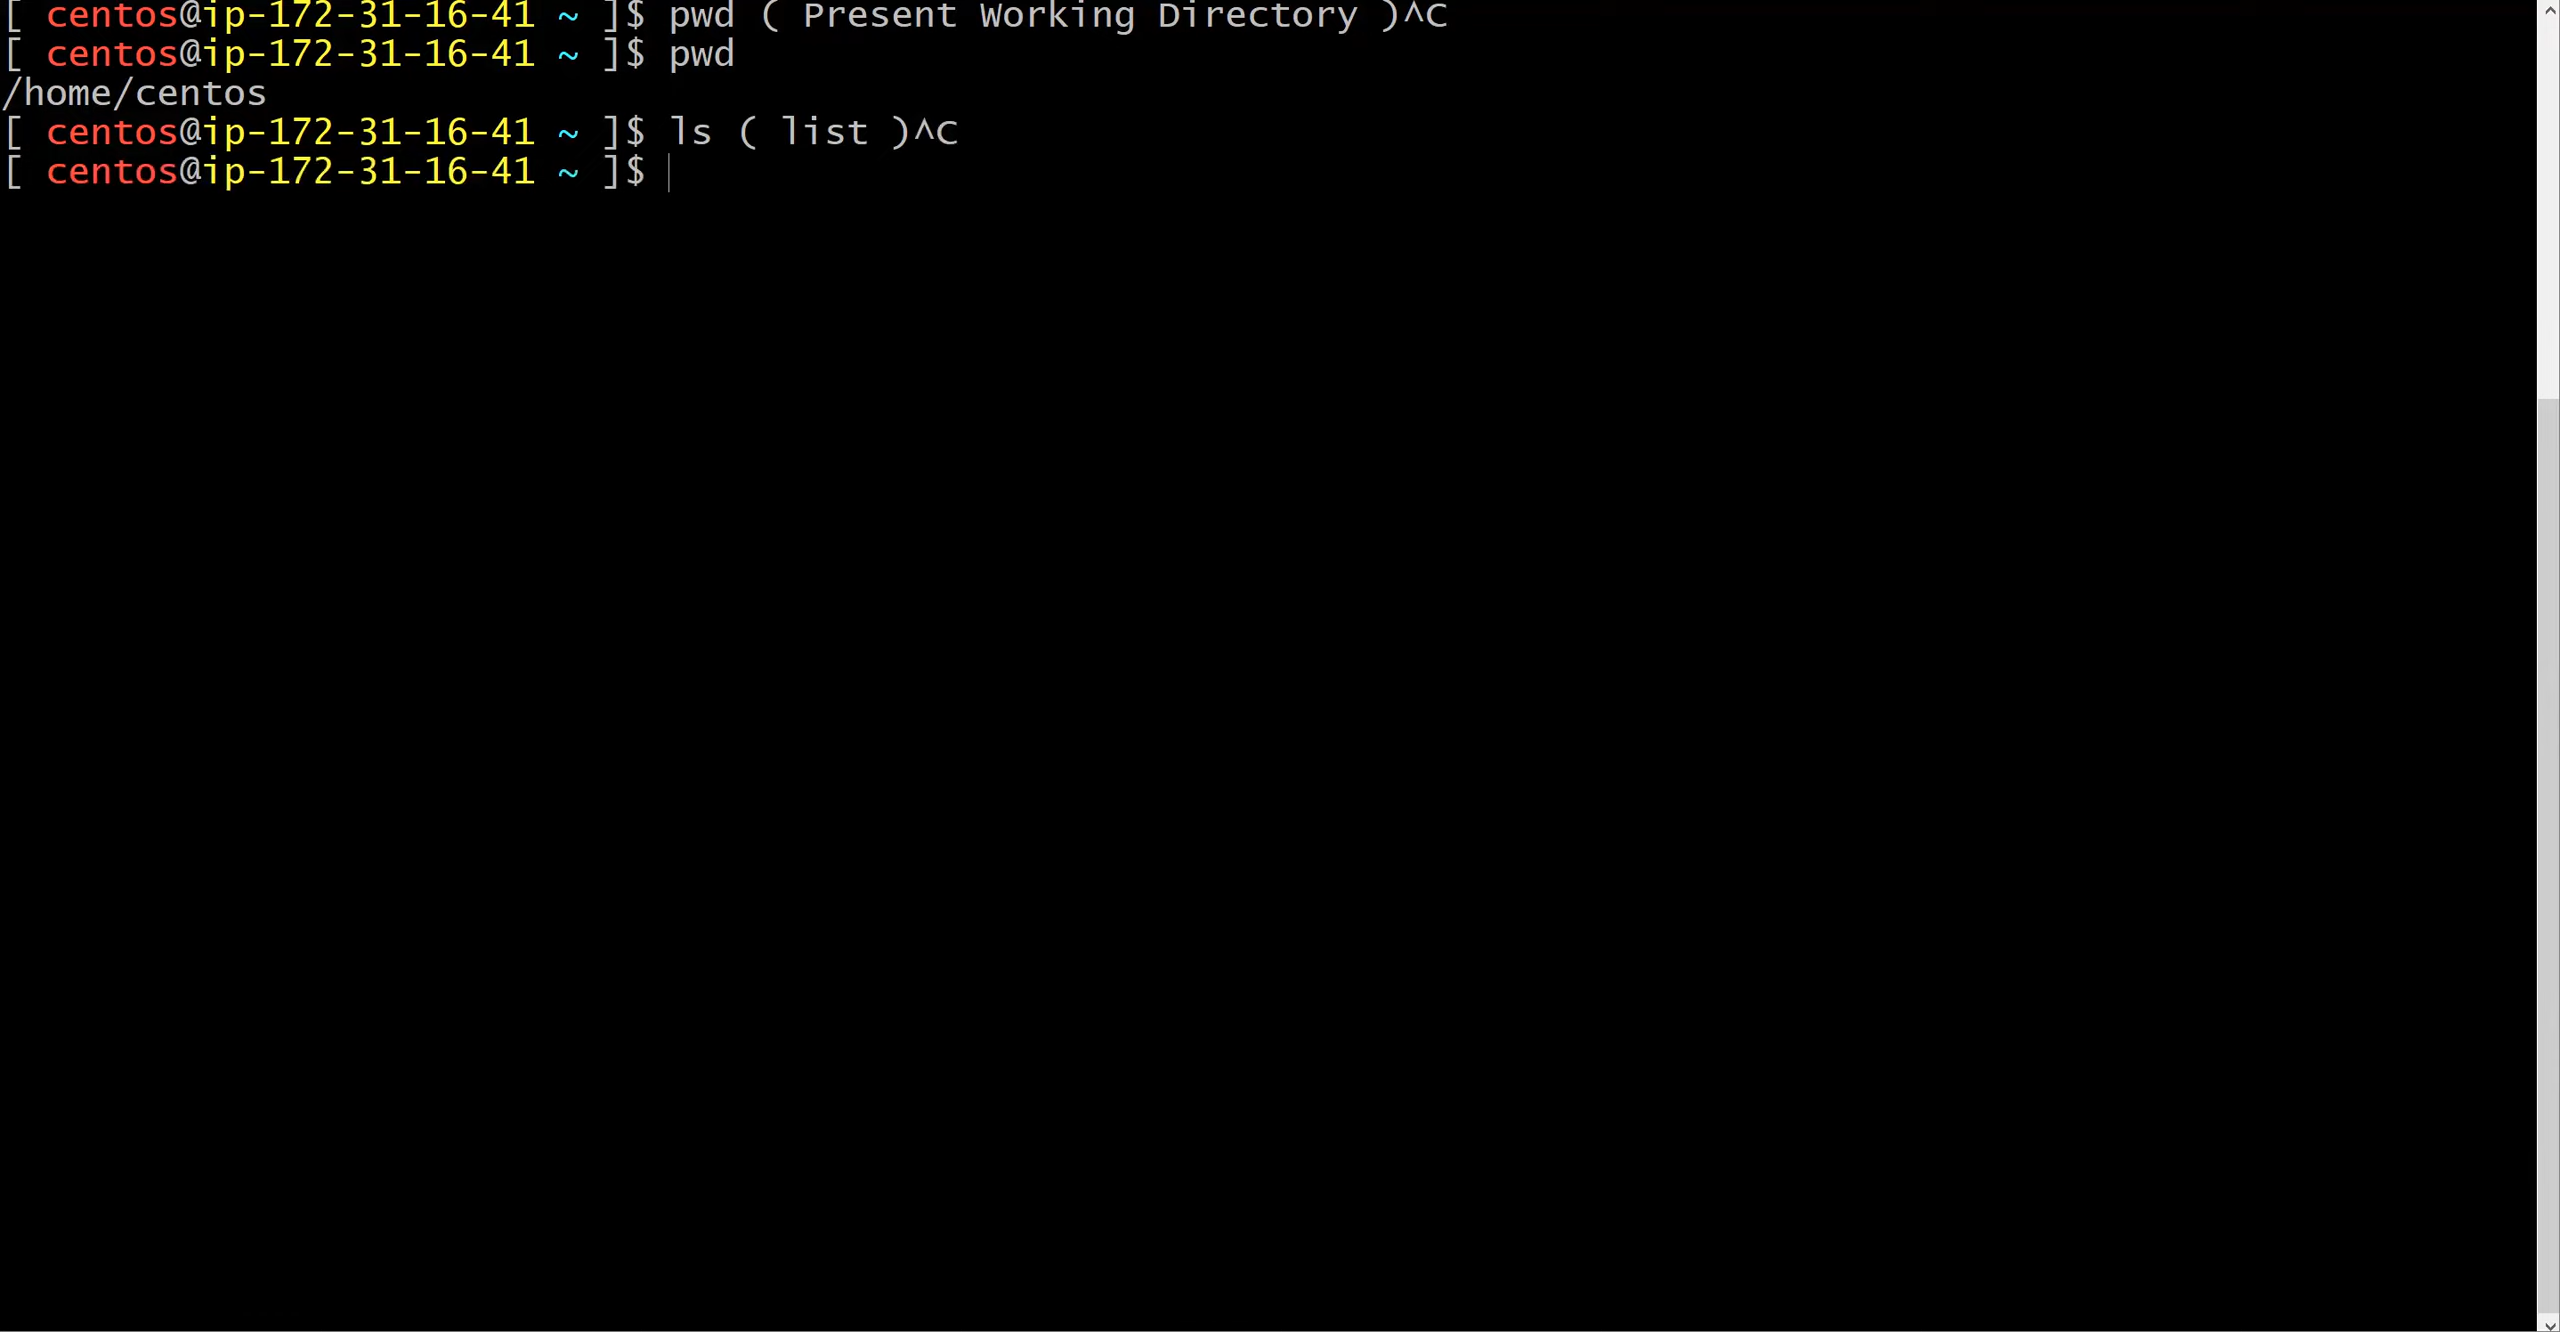 [ centos@ip-172-31-16-41 ~ ]$ pwd ( Present Working Directory )^C
[ centos@ip-172-31-16-41 ~ ]$ pwd
/home/centos
[ centos@ip-172-31-16-41 ~ ]$ ls ( list )^C
[ centos@ip-172-31-16-41 ~ ]$